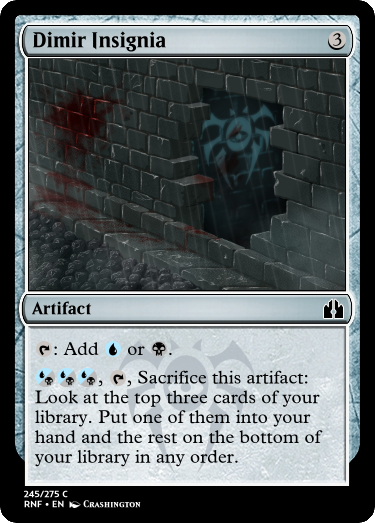 Dimir Insignia 3
Artifact
: Add or .
, , Sacrifice this artifact:
Look at the top three cards of your
library. Put one of them into your
hand and the rest on the bottom of
your library in any order.
245/275 C
RNF • EN Crashington